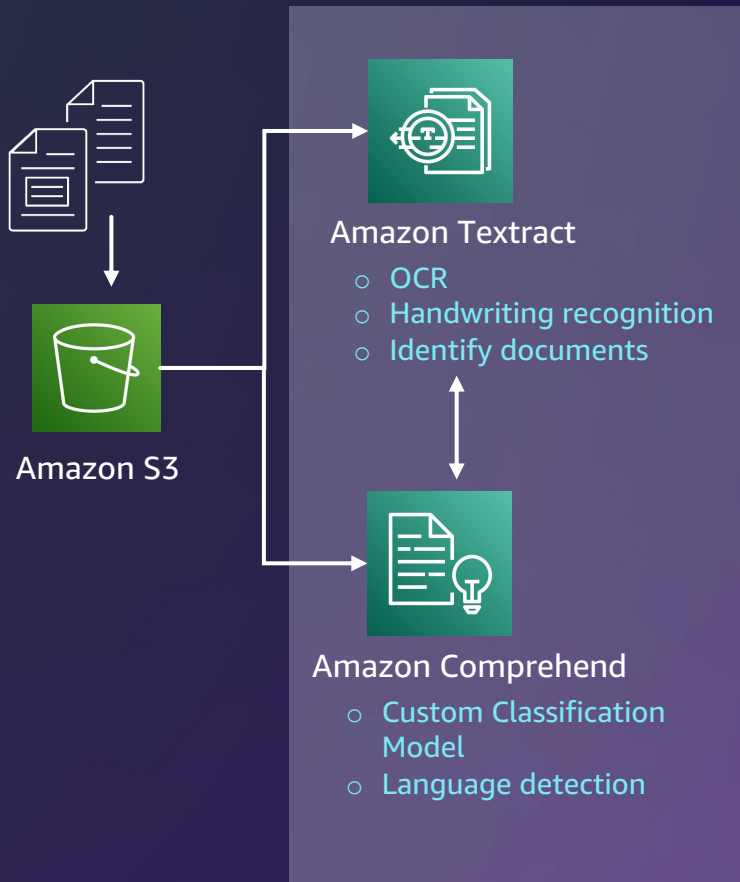 Amazon Textract
OCR
Handwriting recognition
Identify documents
Amazon S3
Amazon Comprehend
Custom Classification
Model
Language detection